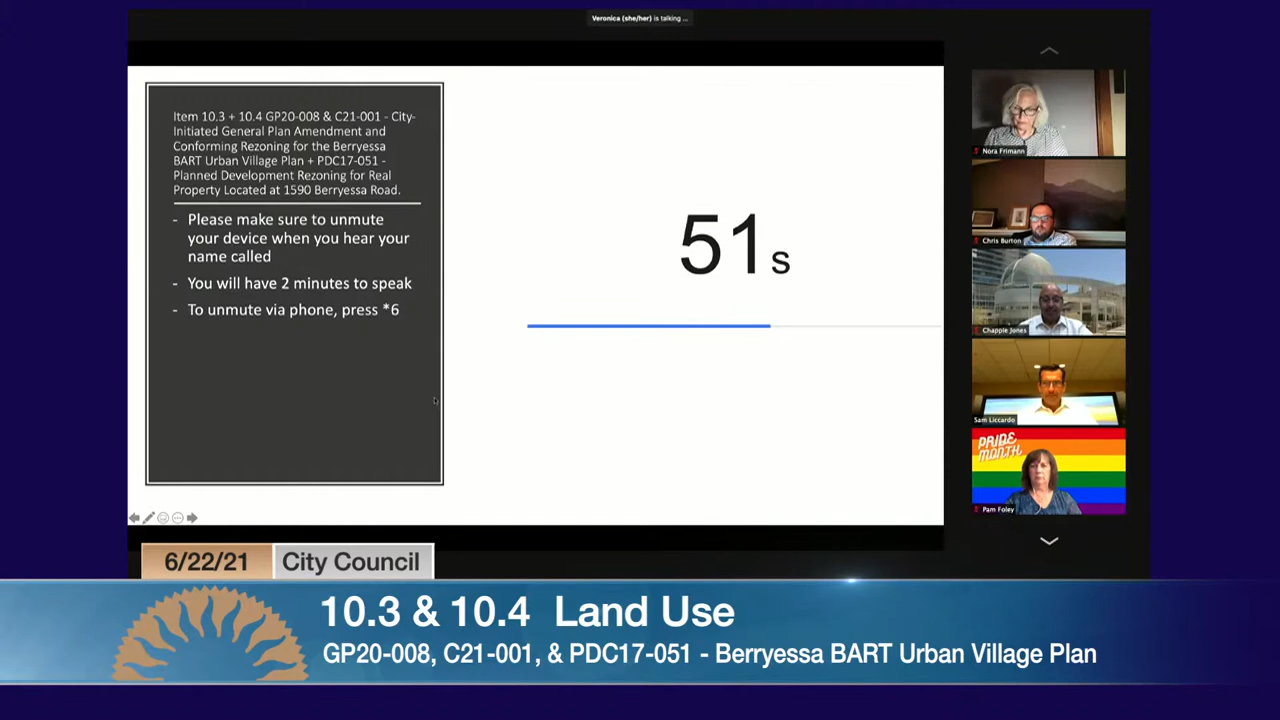 Veronica (she/her) is talking ...
Item 10.3 + 10.4 GP20-008 & C21-001 - City-
Initiated General Plan Amendment and
Conforming Rezoning for the Berryessa
BART Urban Village Plan + PDC17-051 -
Planned Development Rezoning for Real
Property Located at 1590 Berryessa Road.
- Please make sure to unmute
your device when you hear your
name called
- You will have 2 minutes to speak
- To unmute via phone, press *6
51s
Nora Frimann
Chris Burton
Chappie Jones
Sam Liccardo
PRIDE
MONTH
Pam Foley
6/22/21 City Council
10.3 & 10.4 Land Use
GP20-008, C21-001, & PDC17-051 - Berryessa BART Urban Village Plan